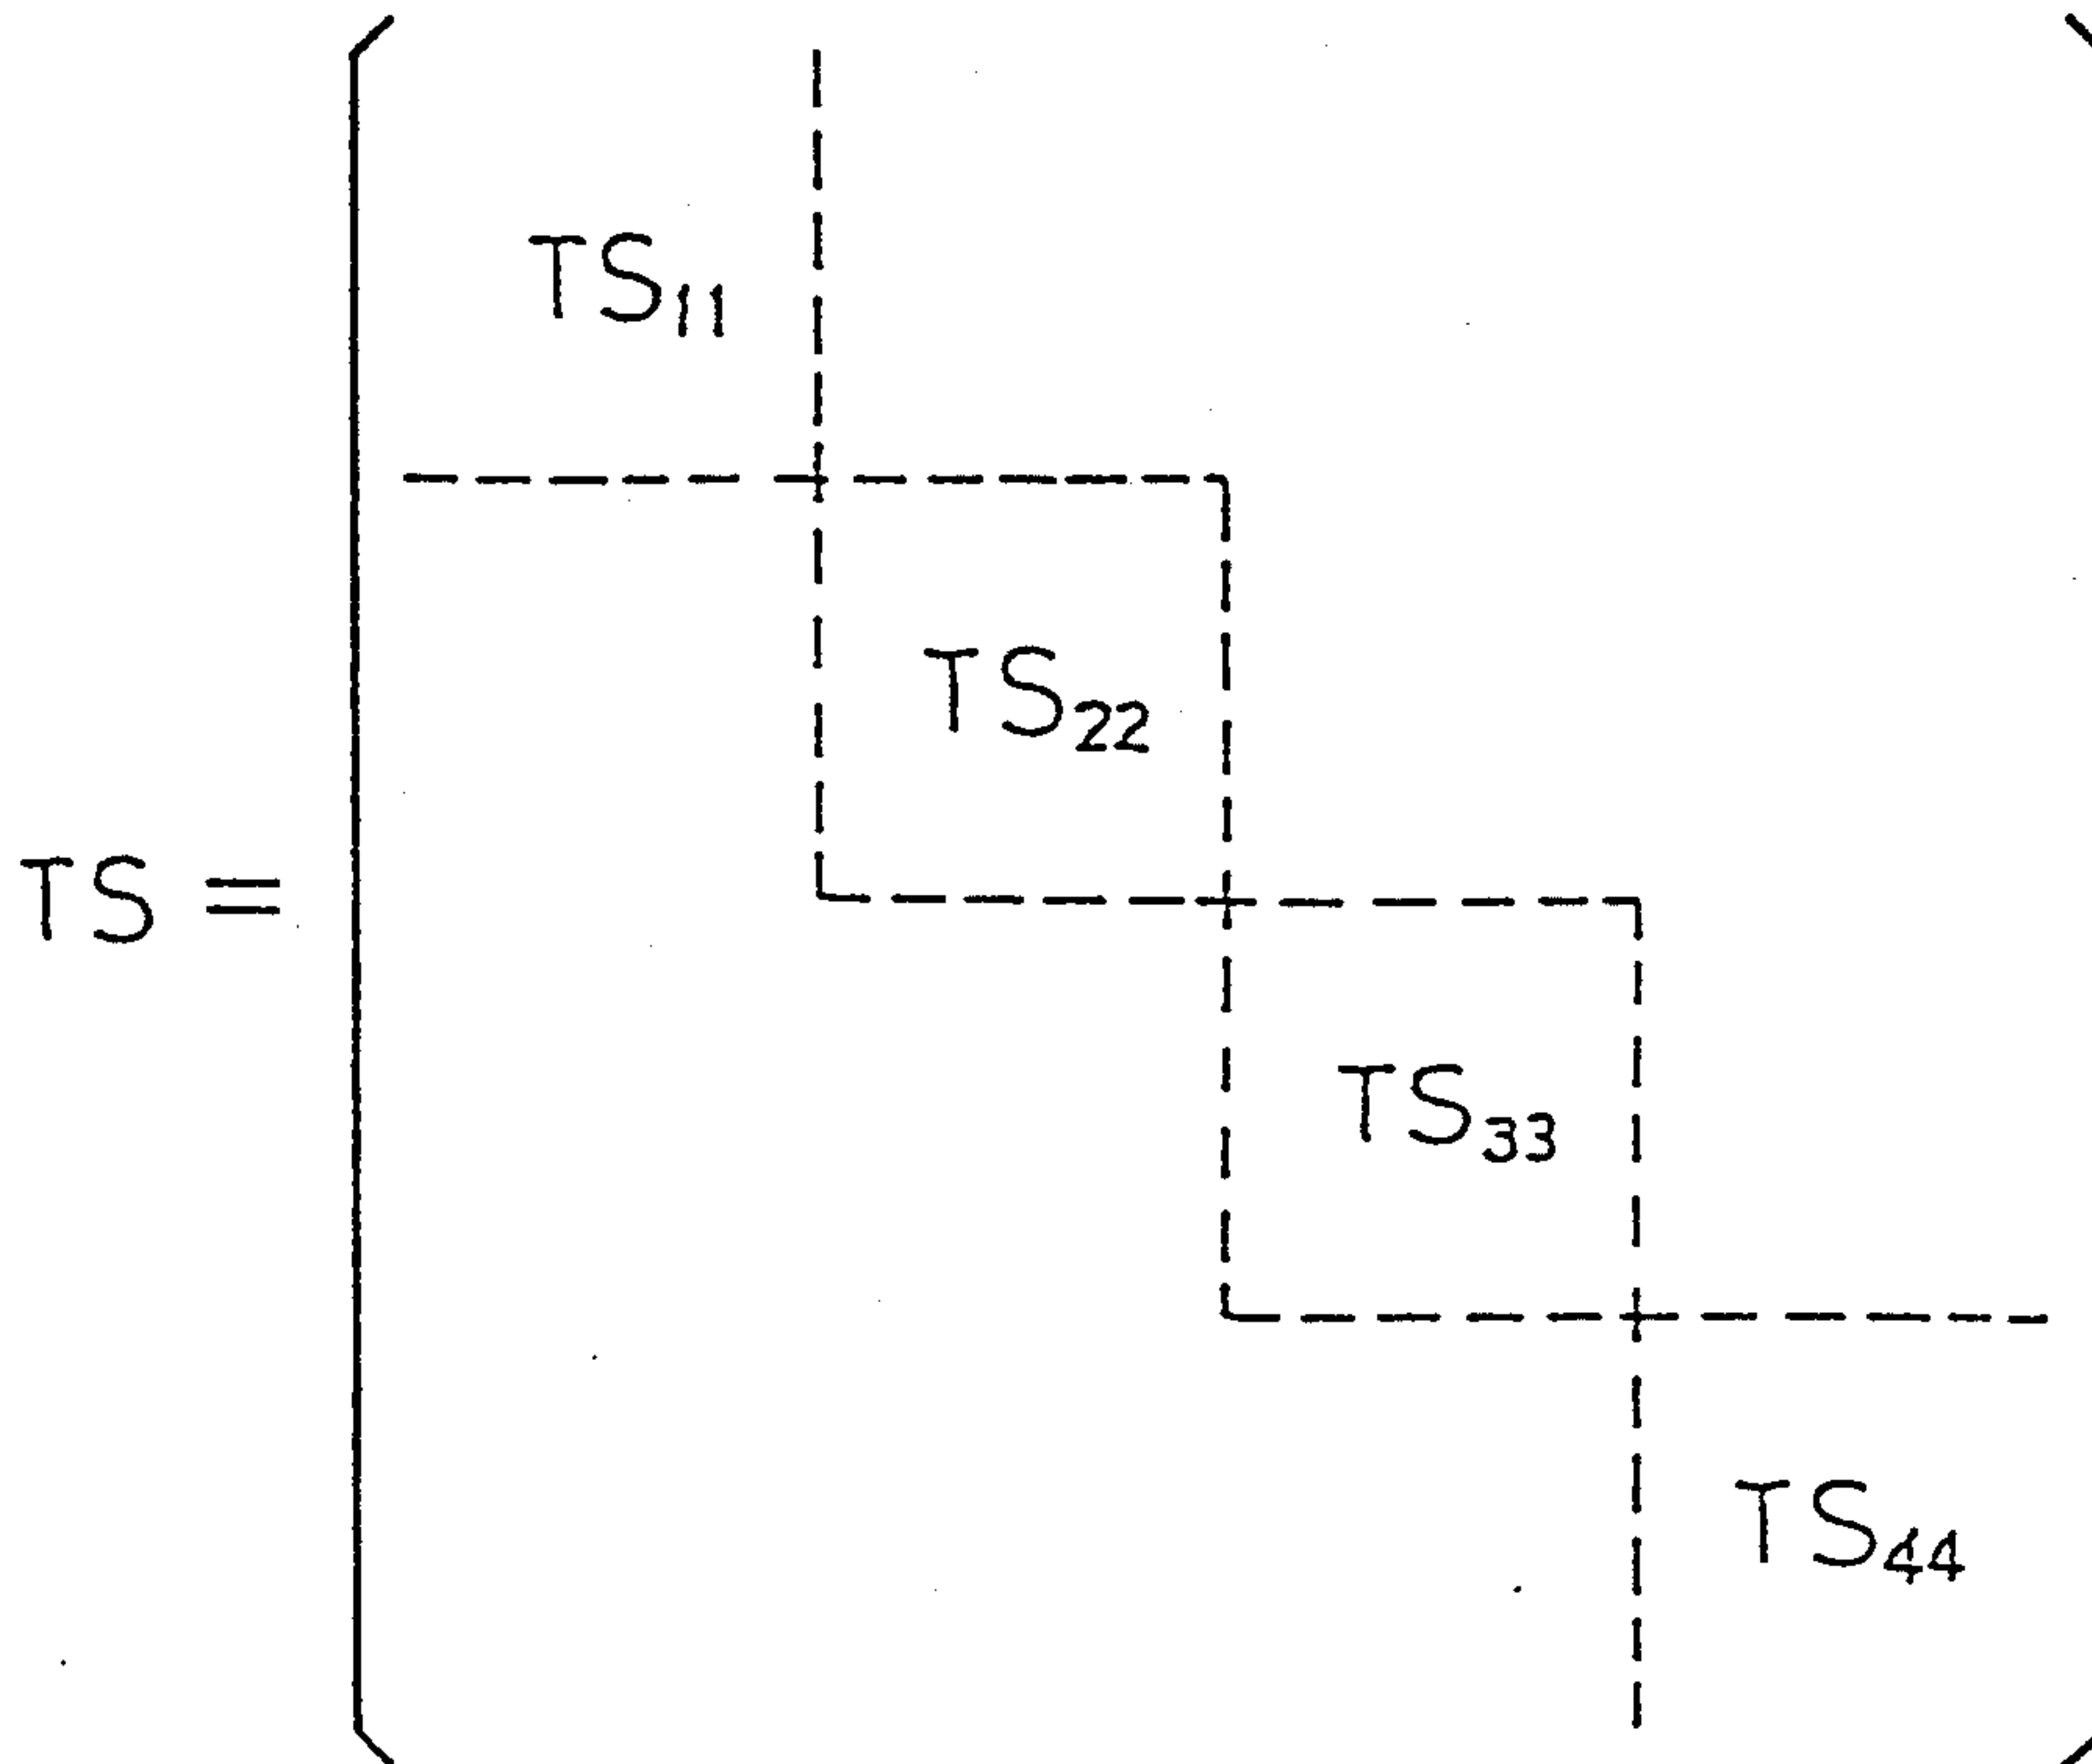 TS₁₁
TS₂₂
TS =
TS₃₃
TS₄₄